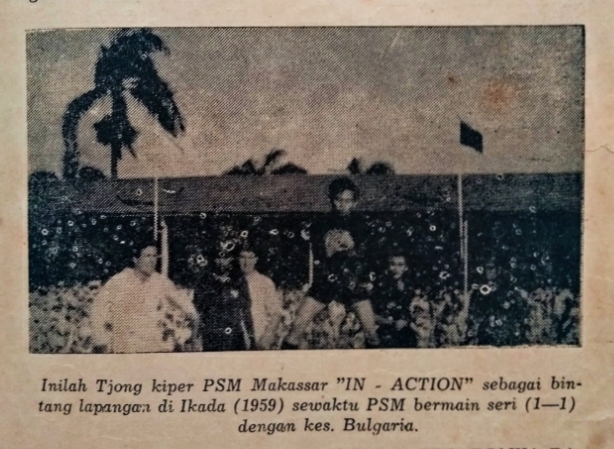 Inilah Tjong kiper PSM Makassar "IN - ACTION" sebagai bin-
tang lapangan di Ikada (1959) sewaktu PSM bermain seri (1—1)
dengan kes. Bulgaria.